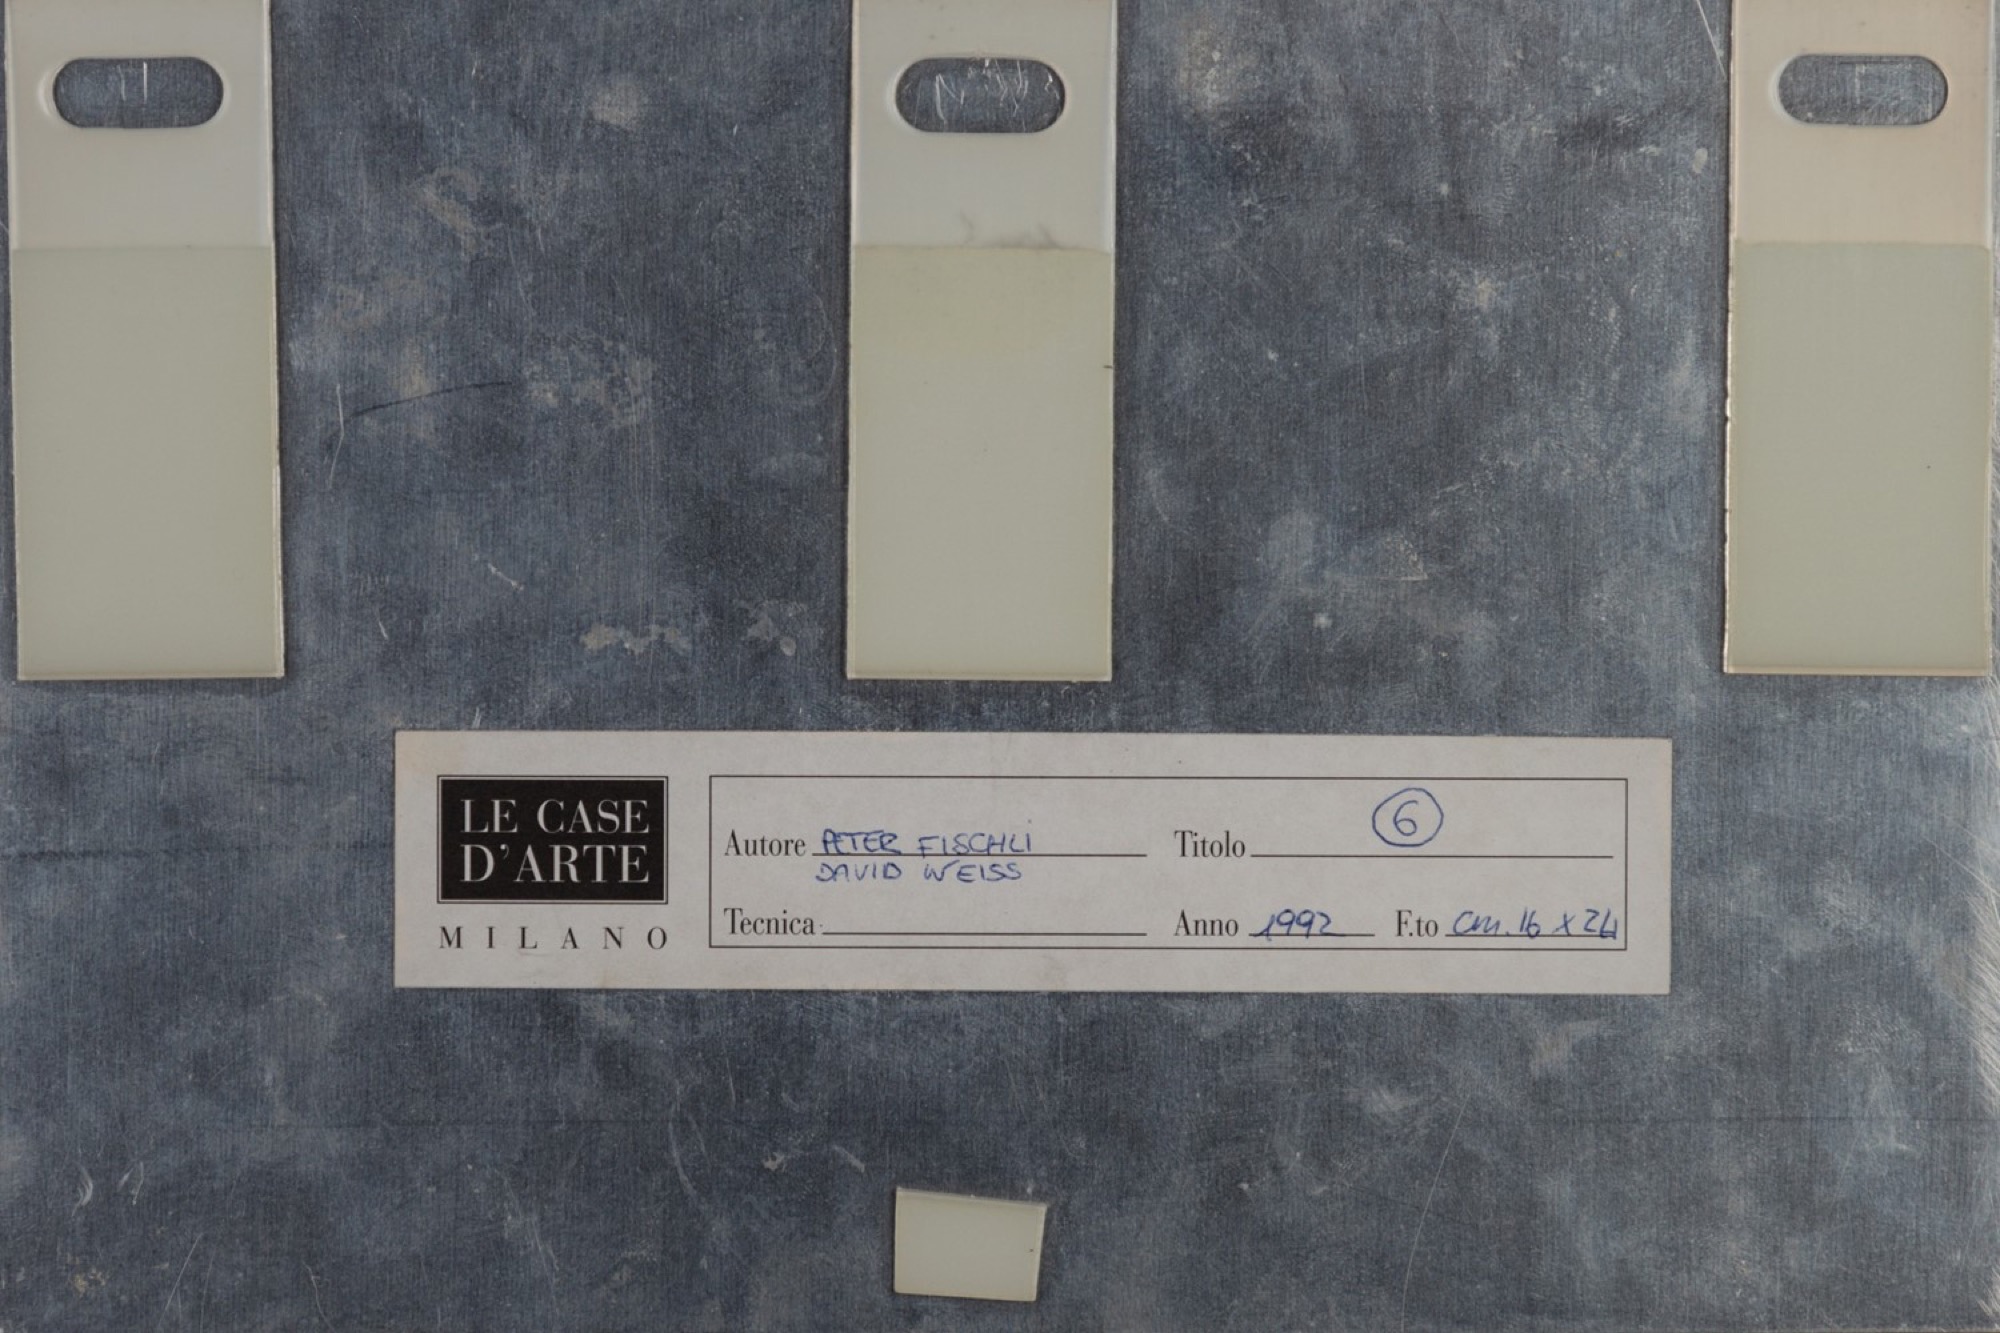 LE CASE
D'ARTE
MILANO
Autore PETER FISCHLI
DAVID WEISS
Titolo 6
Tecnica
Anno 1992 F.to cm. 16 x 24